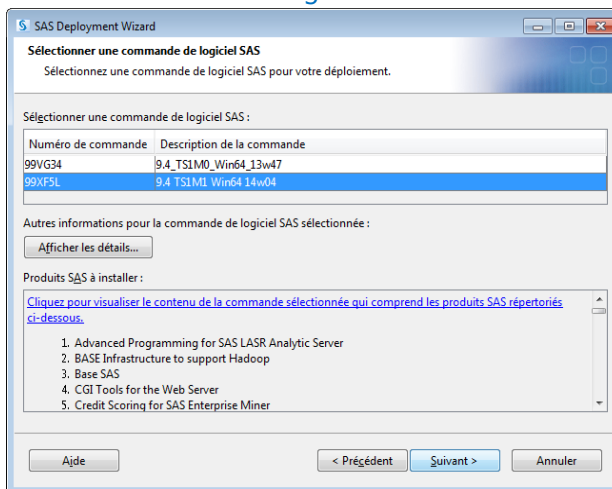 SAS Deployment Wizard
Sélectionner une commande de logiciel SAS
Sélectionnez une commande de logiciel SAS pour votre déploiement.
Sélectionner une commande de logiciel SAS :
Numéro de commande Description de la commande
99VG34 9.4_TS1M0_Win64_13w47
99XF5L 9.4 TS1M1 Win64 14w04
Autres informations pour la commande de logiciel SAS sélectionnée :
Afficher les détails...
Produits SAS à installer :
Cliquez pour visualiser le contenu de la commande sélectionnée qui comprend les produits SAS répertoriés
ci-dessous.
1. Advanced Programming for SAS LASR Analytic Server
2. BASE Infrastructure to support Hadoop
3. Base SAS
4. CGI Tools for the Web Server
5. Credit Scoring for SAS Enterprise Miner
Aide < Précédent Suivant > Annuler